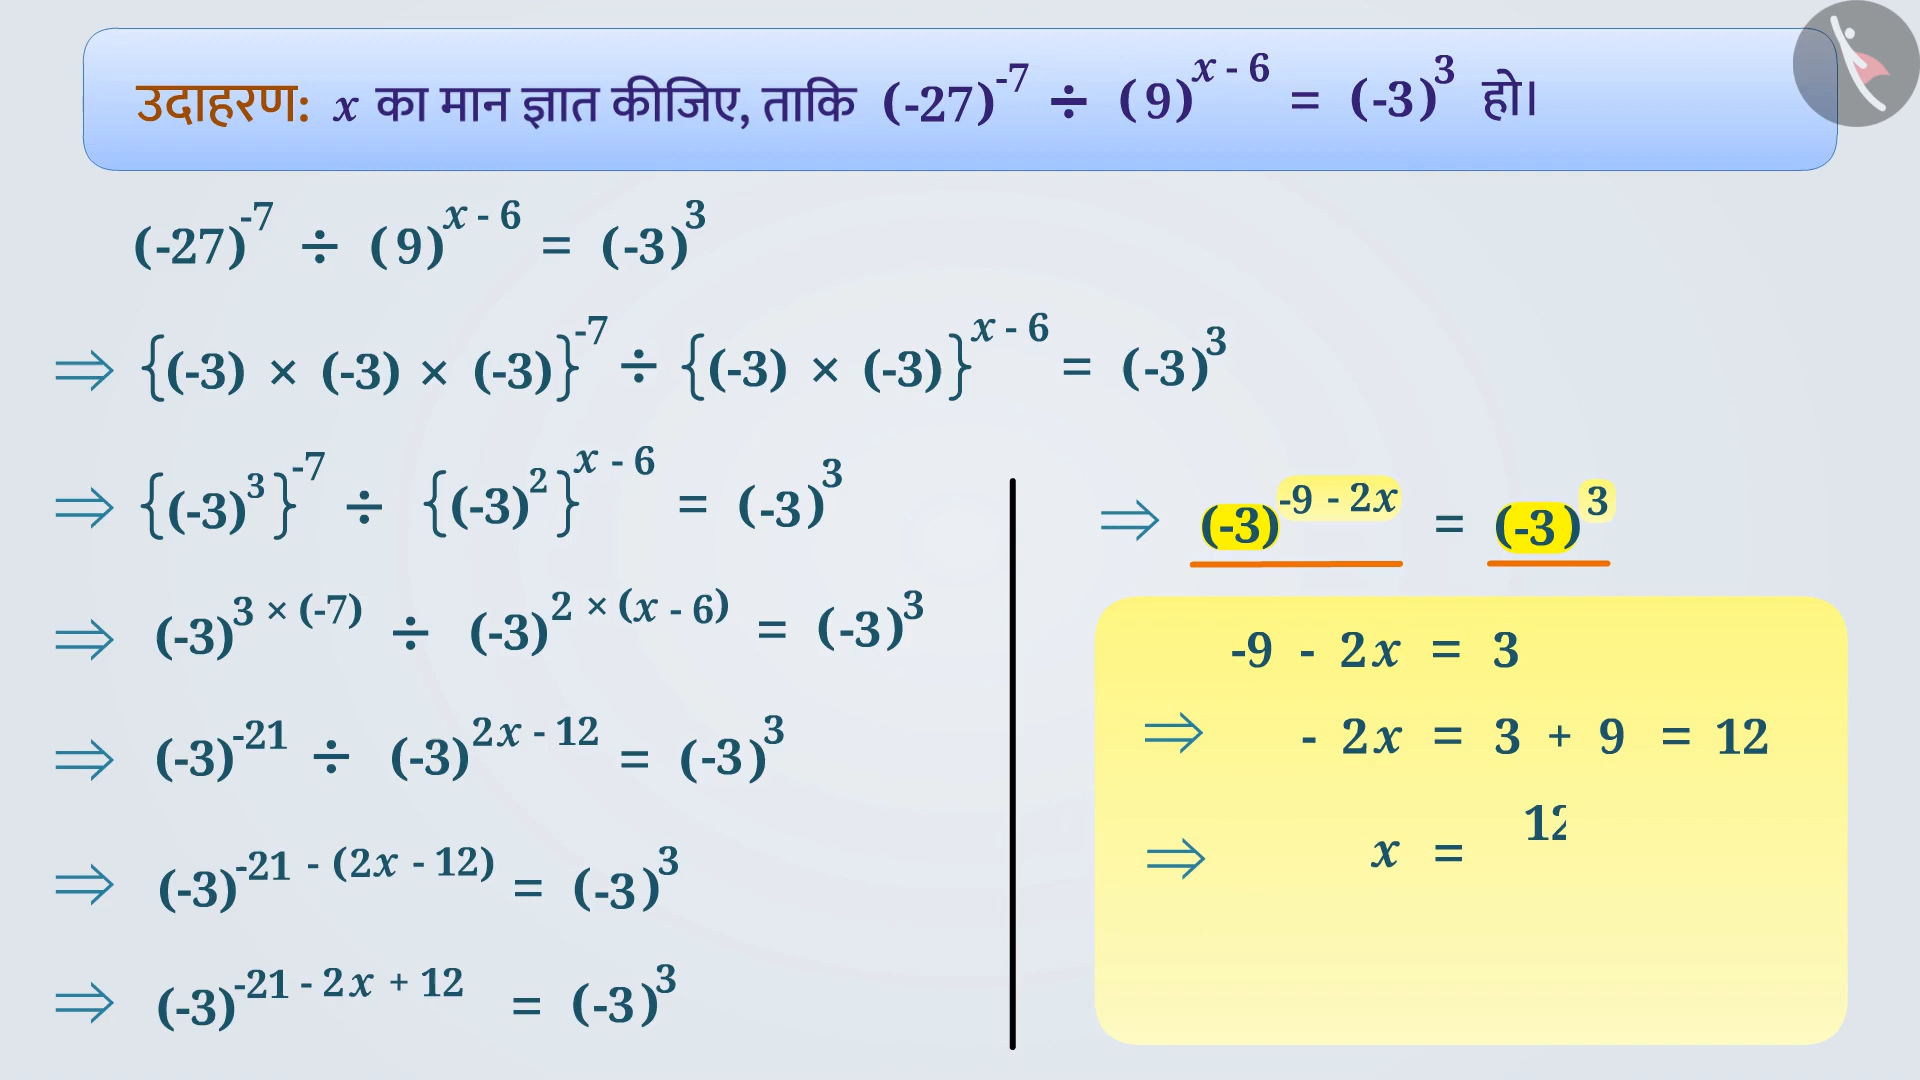 उदाहरण: x का मान ज्ञात कीजिए, ताकि (-27)^-7 ÷ (9)^x - 6 = (-3)^3 हो।
(-27)^-7 ÷ (9)^x - 6 = (-3)^3
⇒ {(-3) × (-3) × (-3)}^-7 ÷ {(-3) × (-3)}^x - 6 = (-3)^3
⇒ {(-3)^3}^-7 ÷ {(-3)^2}^x - 6 = (-3)^3
⇒ (-3)^3 × (-7) ÷ (-3)^2 × (x - 6) = (-3)^3
⇒ (-3)^-21 ÷ (-3)^2x - 12 = (-3)^3
⇒ (-3)^-21 - (2x - 12) = (-3)^3
⇒ (-3)^-21 - 2x + 12 = (-3)^3
⇒ (-3)^-9 - 2x = (-3)^3
-9 - 2x = 3
⇒ - 2x = 3 + 9 = 12
⇒ x = 12